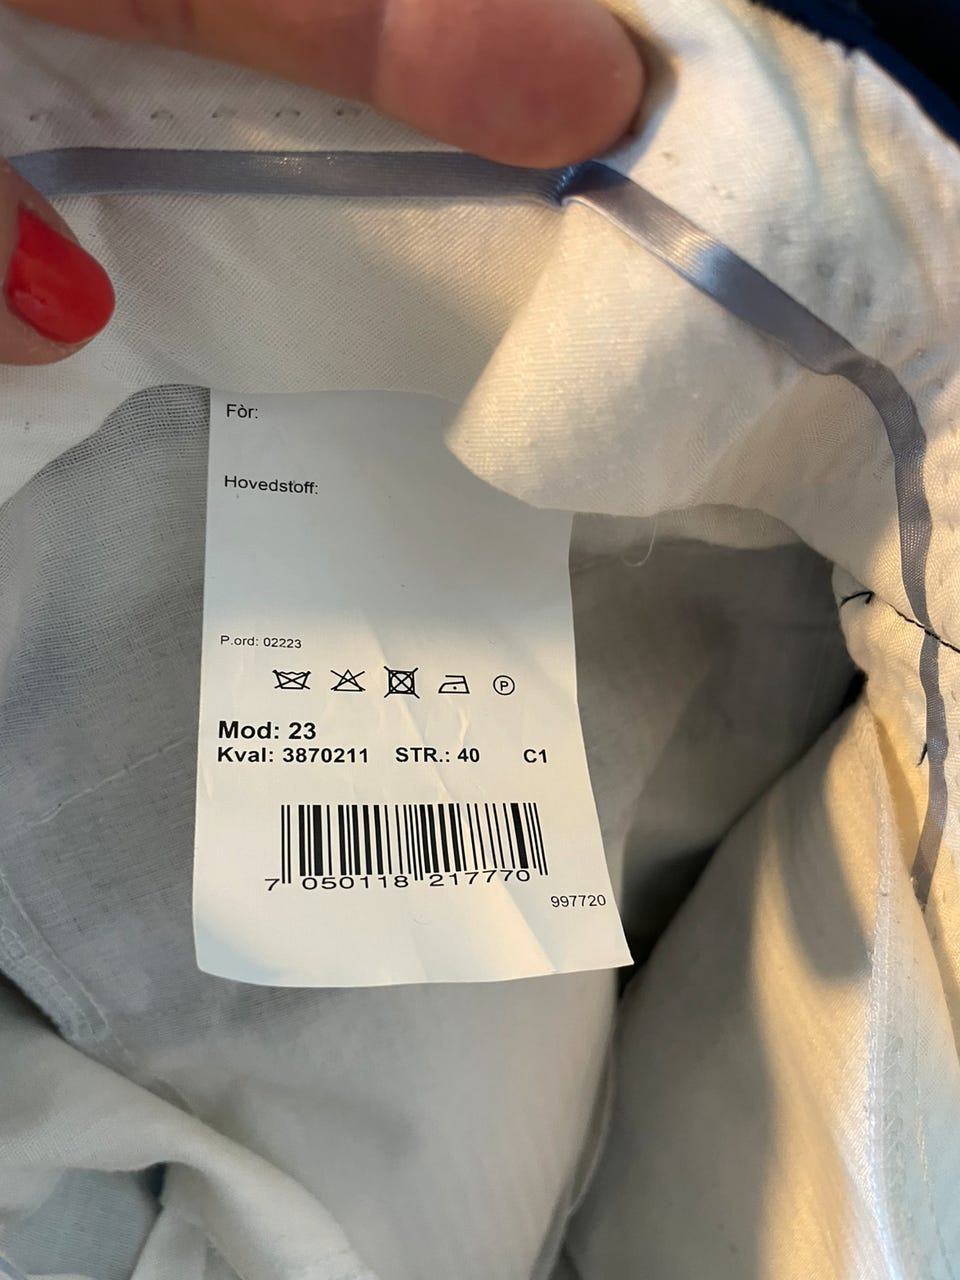 Fòr:
Hovedstoff:
P.ord: 02223
P
Mod: 23
Kval: 3870211 STR.: 40 C1
7 050118 217770
997720